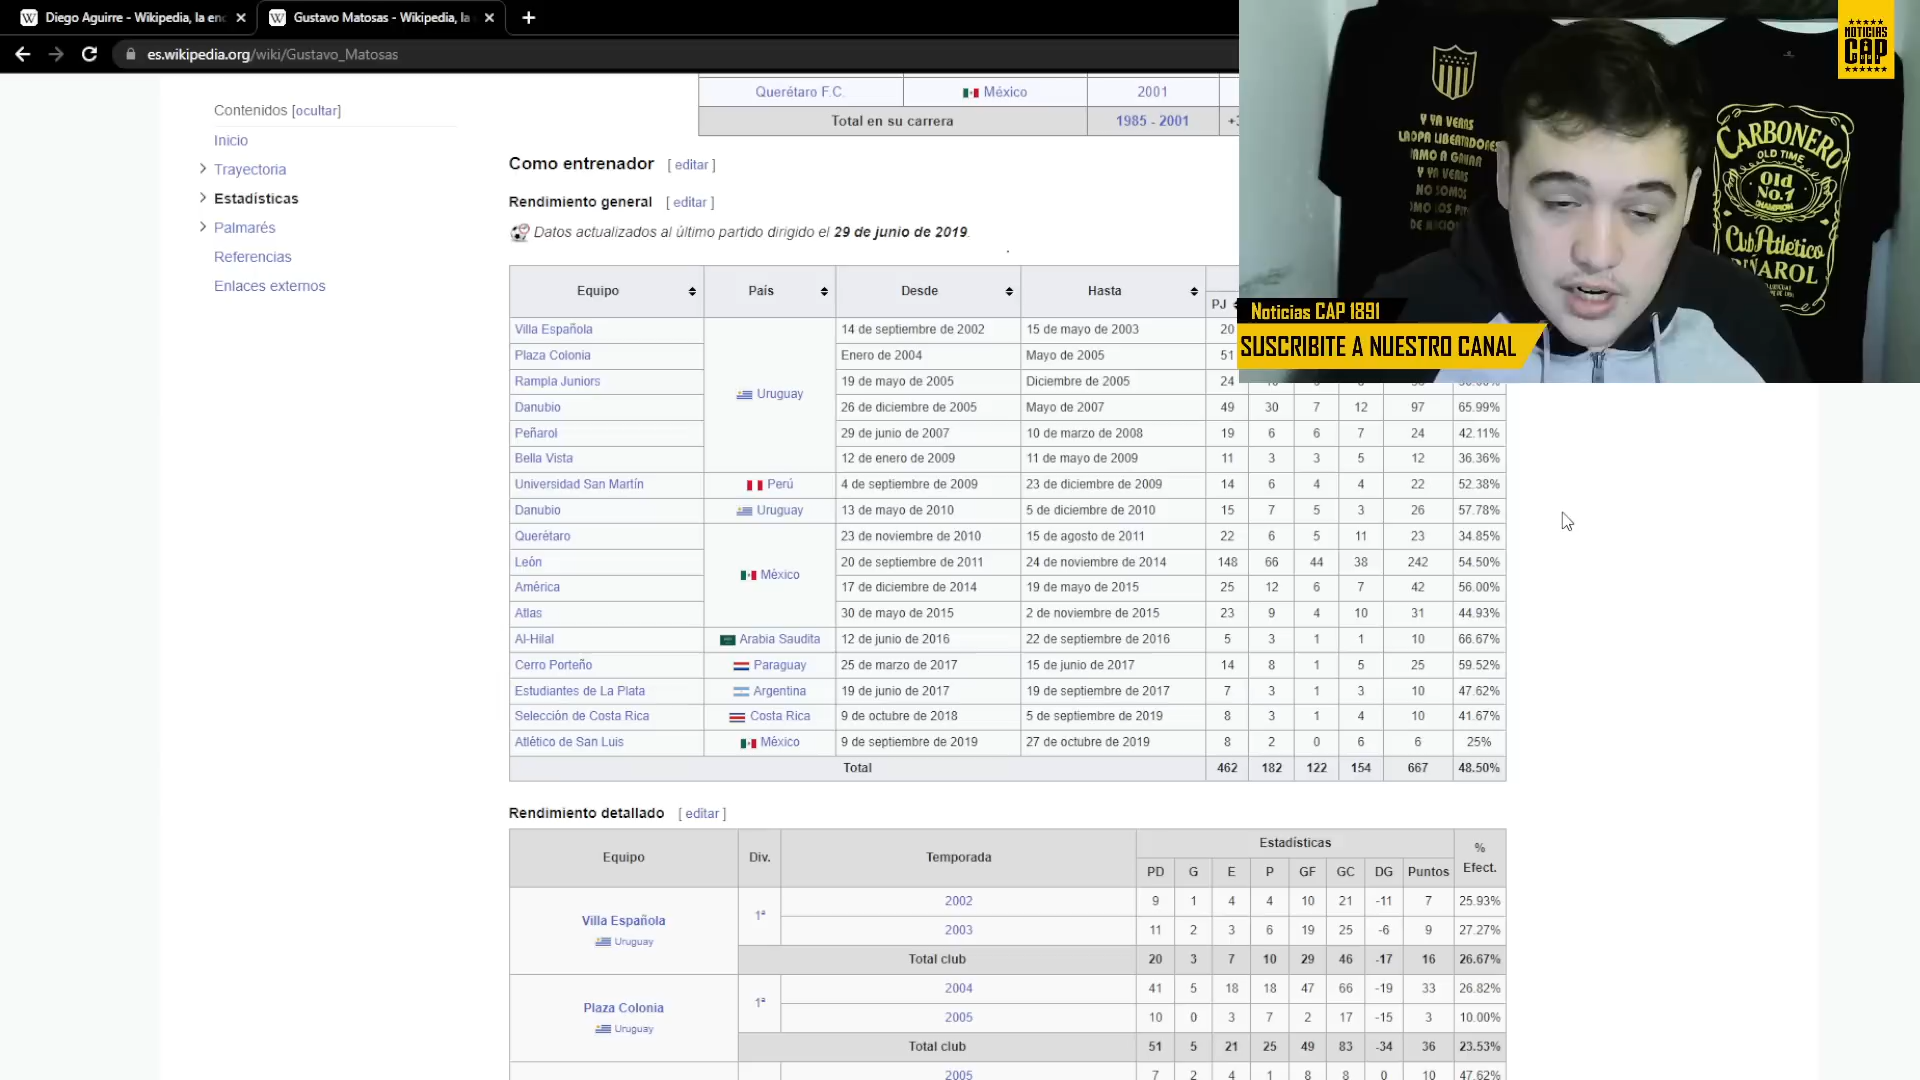 Diego Aguirre - Wikipedia, la en
Gustavo Matosas - Wikipedia, la
es.wikipedia.org/wiki/Gustavo_Matosas
Contenidos [ocultar]
Inicio
Trayectoria
Estadísticas
Palmarés
Referencias
Enlaces externos
Querétaro F.C. México 2001
Total en su carrera 1985 - 2001
Como entrenador [ editar ]
Rendimiento general [ editar ]
Datos actualizados al último partido dirigido el 29 de junio de 2019.
Equipo País Desde Hasta PJ
Villa Española 14 de septiembre de 2002 15 de mayo de 2003 20
Plaza Colonia Enero de 2004 Mayo de 2005 51
Rampla Juniors 19 de mayo de 2005 Diciembre de 2005 24
Uruguay
Danubio 26 de diciembre de 2005 Mayo de 2007 49 30 7 12 97 65.99%
Peñarol 29 de junio de 2007 10 de marzo de 2008 19 6 6 7 24 42.11%
Bella Vista 12 de enero de 2009 11 de mayo de 2009 11 3 3 5 12 36.36%
Universidad San Martín Perú 4 de septiembre de 2009 23 de diciembre de 2009 14 6 4 4 22 52.38%
Danubio Uruguay 13 de mayo de 2010 5 de diciembre de 2010 15 7 5 3 26 57.78%
Querétaro 23 de noviembre de 2010 15 de agosto de 2011 22 6 5 11 23 34.85%
León 20 de septiembre de 2011 24 de noviembre de 2014 148 66 44 38 242 54.50%
México
América 17 de diciembre de 2014 19 de mayo de 2015 25 12 6 7 42 56.00%
Atlas 30 de mayo de 2015 2 de noviembre de 2015 23 9 4 10 31 44.93%
Al-Hilal Arabia Saudita 12 de junio de 2016 22 de septiembre de 2016 5 3 1 1 10 66.67%
Cerro Porteño Paraguay 25 de marzo de 2017 15 de junio de 2017 14 8 1 5 25 59.52%
Estudiantes de La Plata Argentina 19 de junio de 2017 19 de septiembre de 2017 7 3 1 3 10 47.62%
Selección de Costa Rica Costa Rica 9 de octubre de 2018 5 de septiembre de 2019 8 3 1 4 10 41.67%
Atlético de San Luis México 9 de septiembre de 2019 27 de octubre de 2019 8 2 0 6 6 25%
Total 462 182 122 154 667 48.50%
Rendimiento detallado [ editar ]
Equipo Div. Temporada Estadísticas % Efect.
PD G E P GF GC DG Puntos
Villa Española
Uruguay
1ª
2002 9 1 4 4 10 21 -11 7 25.93%
2003 11 2 3 6 19 25 -6 9 27.27%
Total club 20 3 7 10 29 46 -17 16 26.67%
Plaza Colonia
Uruguay
1ª
2004 41 5 18 18 47 66 -19 33 26.82%
2005 10 0 3 7 2 17 -15 3 10.00%
Total club 51 5 21 25 49 83 -34 36 23.53%
2005 7 2 4 1 8 8 0 10 47.62%
Y YA VERAS
Y YA VERAS
NO SOMOS
CARBONERO
OLD TIME
Old
No.7
CHAMPION
Club Atlético
NOTICIAS
CAP
Noticias CAP 1891
SUSCRIBITE A NUESTRO CANAL